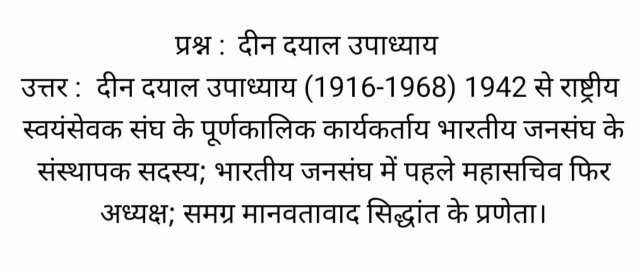 प्रश्न : दीन दयाल उपाध्याय
उत्तर : दीन दयाल उपाध्याय (1916-1968) 1942 से राष्ट्रीय
स्वयंसेवक संघ के पूर्णकालिक कार्यकर्ताय भारतीय जनसंघ के
संस्थापक सदस्य; भारतीय जनसंघ में पहले महासचिव फिर
अध्यक्ष; समग्र मानवतावाद सिद्धांत के प्रणेता।